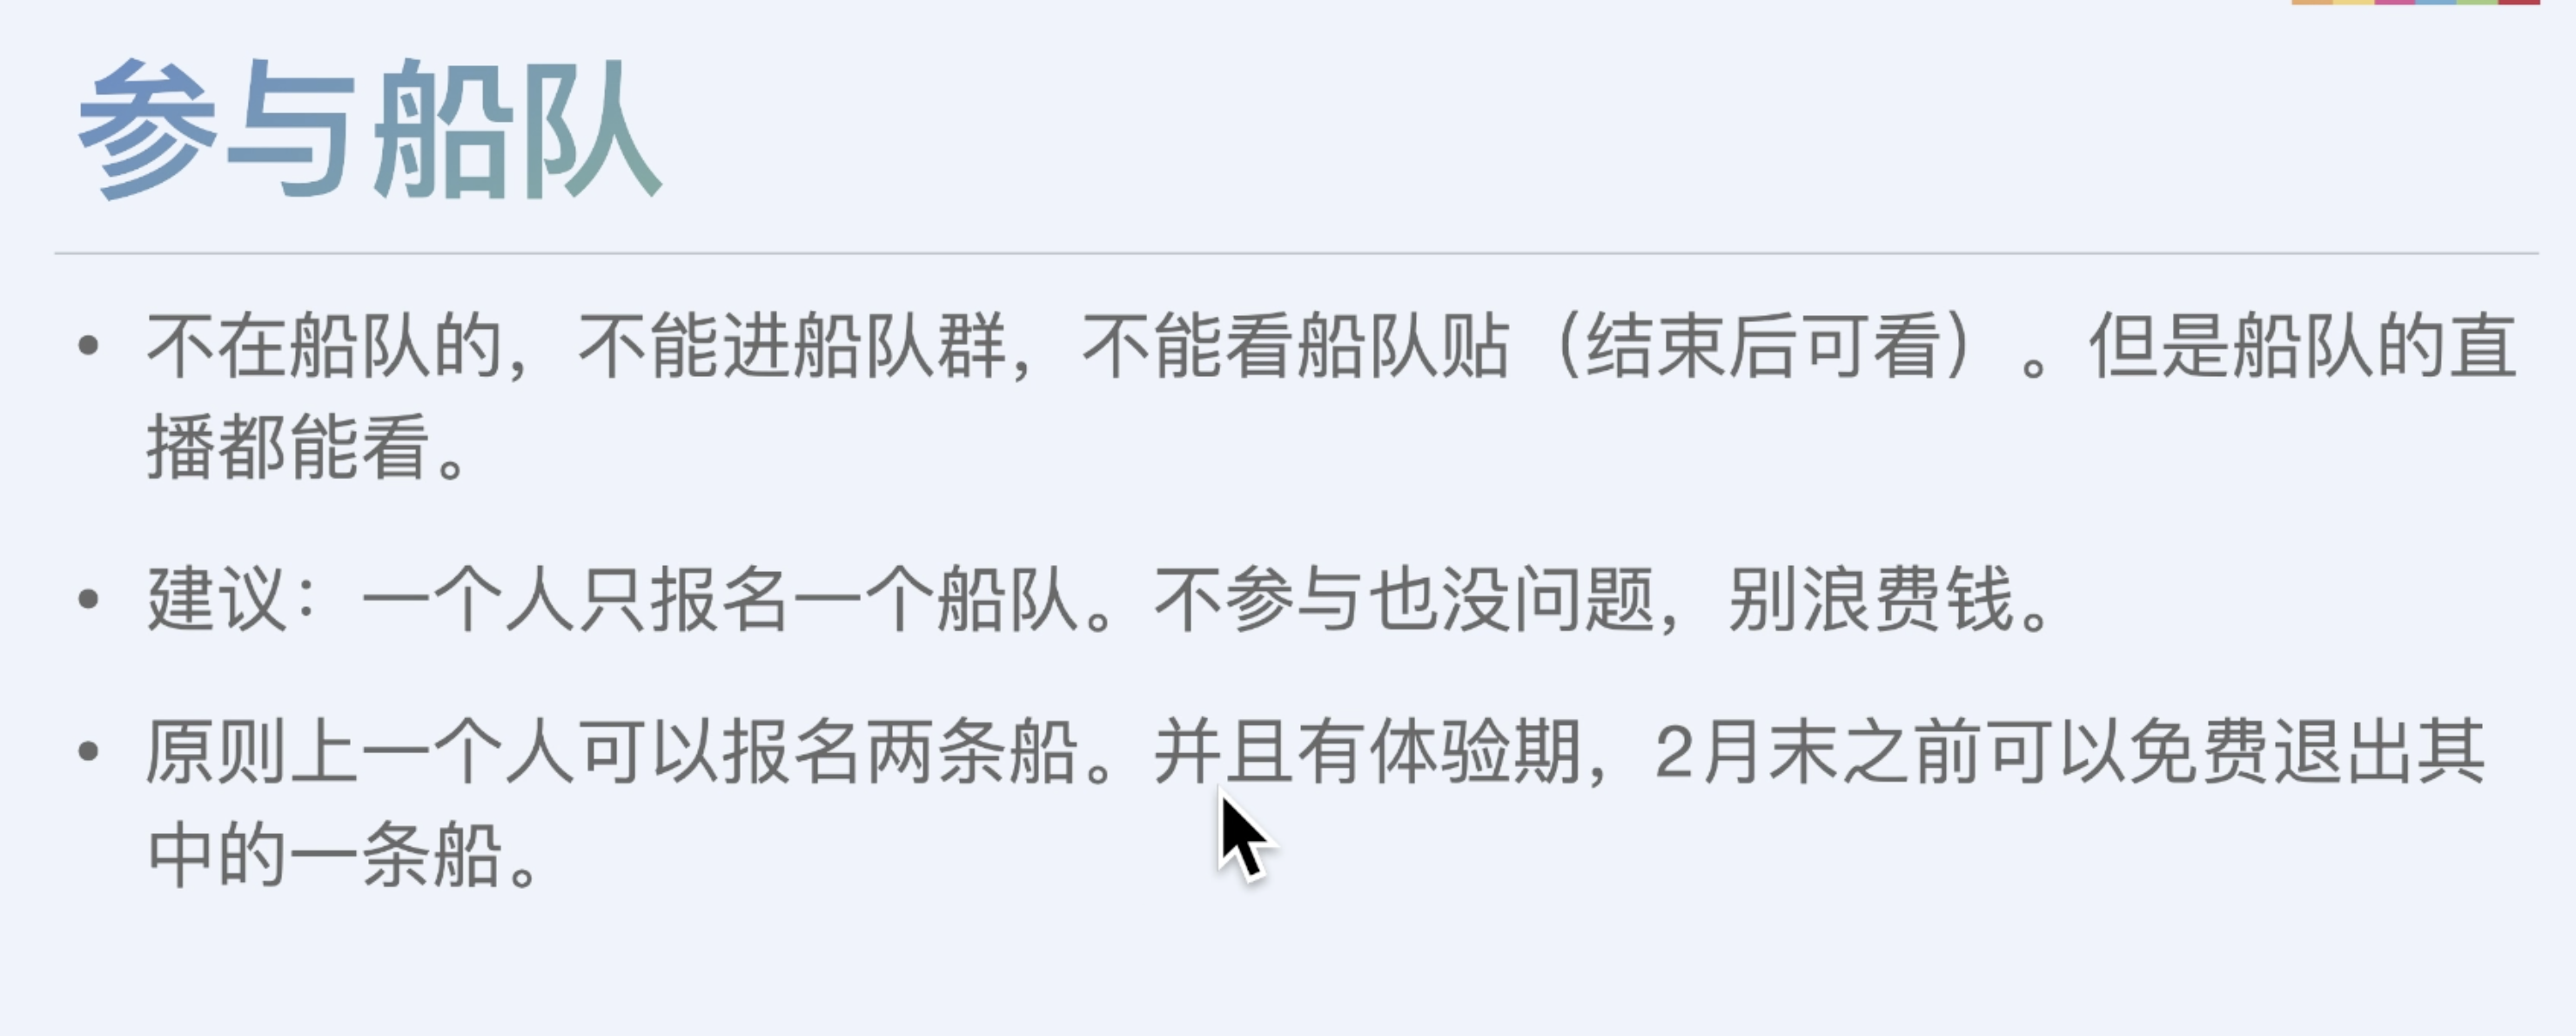 参与船队
• 不在船队的，不能进船队群，不能看船队贴（结束后可看）。但是船队的直
播都能看。
• 建议：一个人只报名一个船队。不参与也没问题，别浪费钱。
• 原则上一个人可以报名两条船。并且有体验期，2月末之前可以免费退出其
中的一条船。